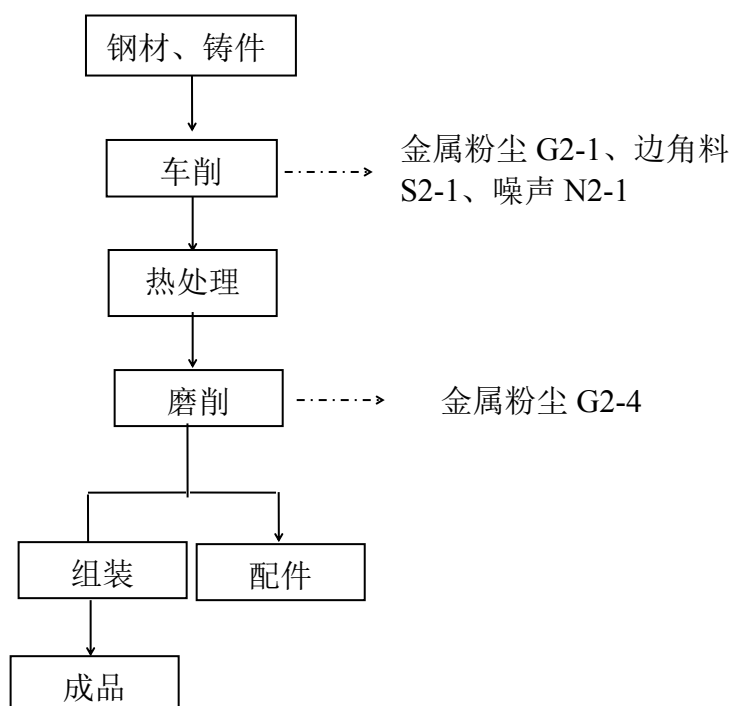 钢材、铸件
车削
金属粉尘 G2-1、边角料
S2-1、噪声 N2-1
热处理
磨削
金属粉尘 G2-4
组装
配件
成品